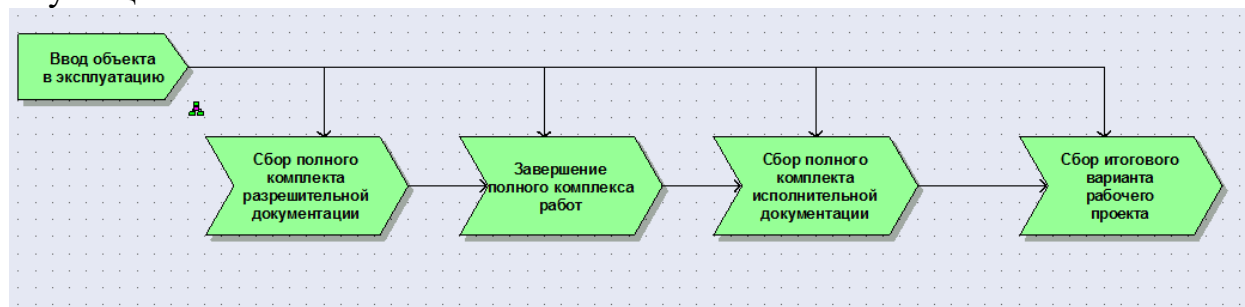 Ввод объекта
в эксплуатацию
Сбор полного
комплекта
разрешительной
документации
Завершение
полного комплекса
работ
Сбор полного
комплекта
исполнительной
документации
Сбор итогового
варианта
рабочего
проекта